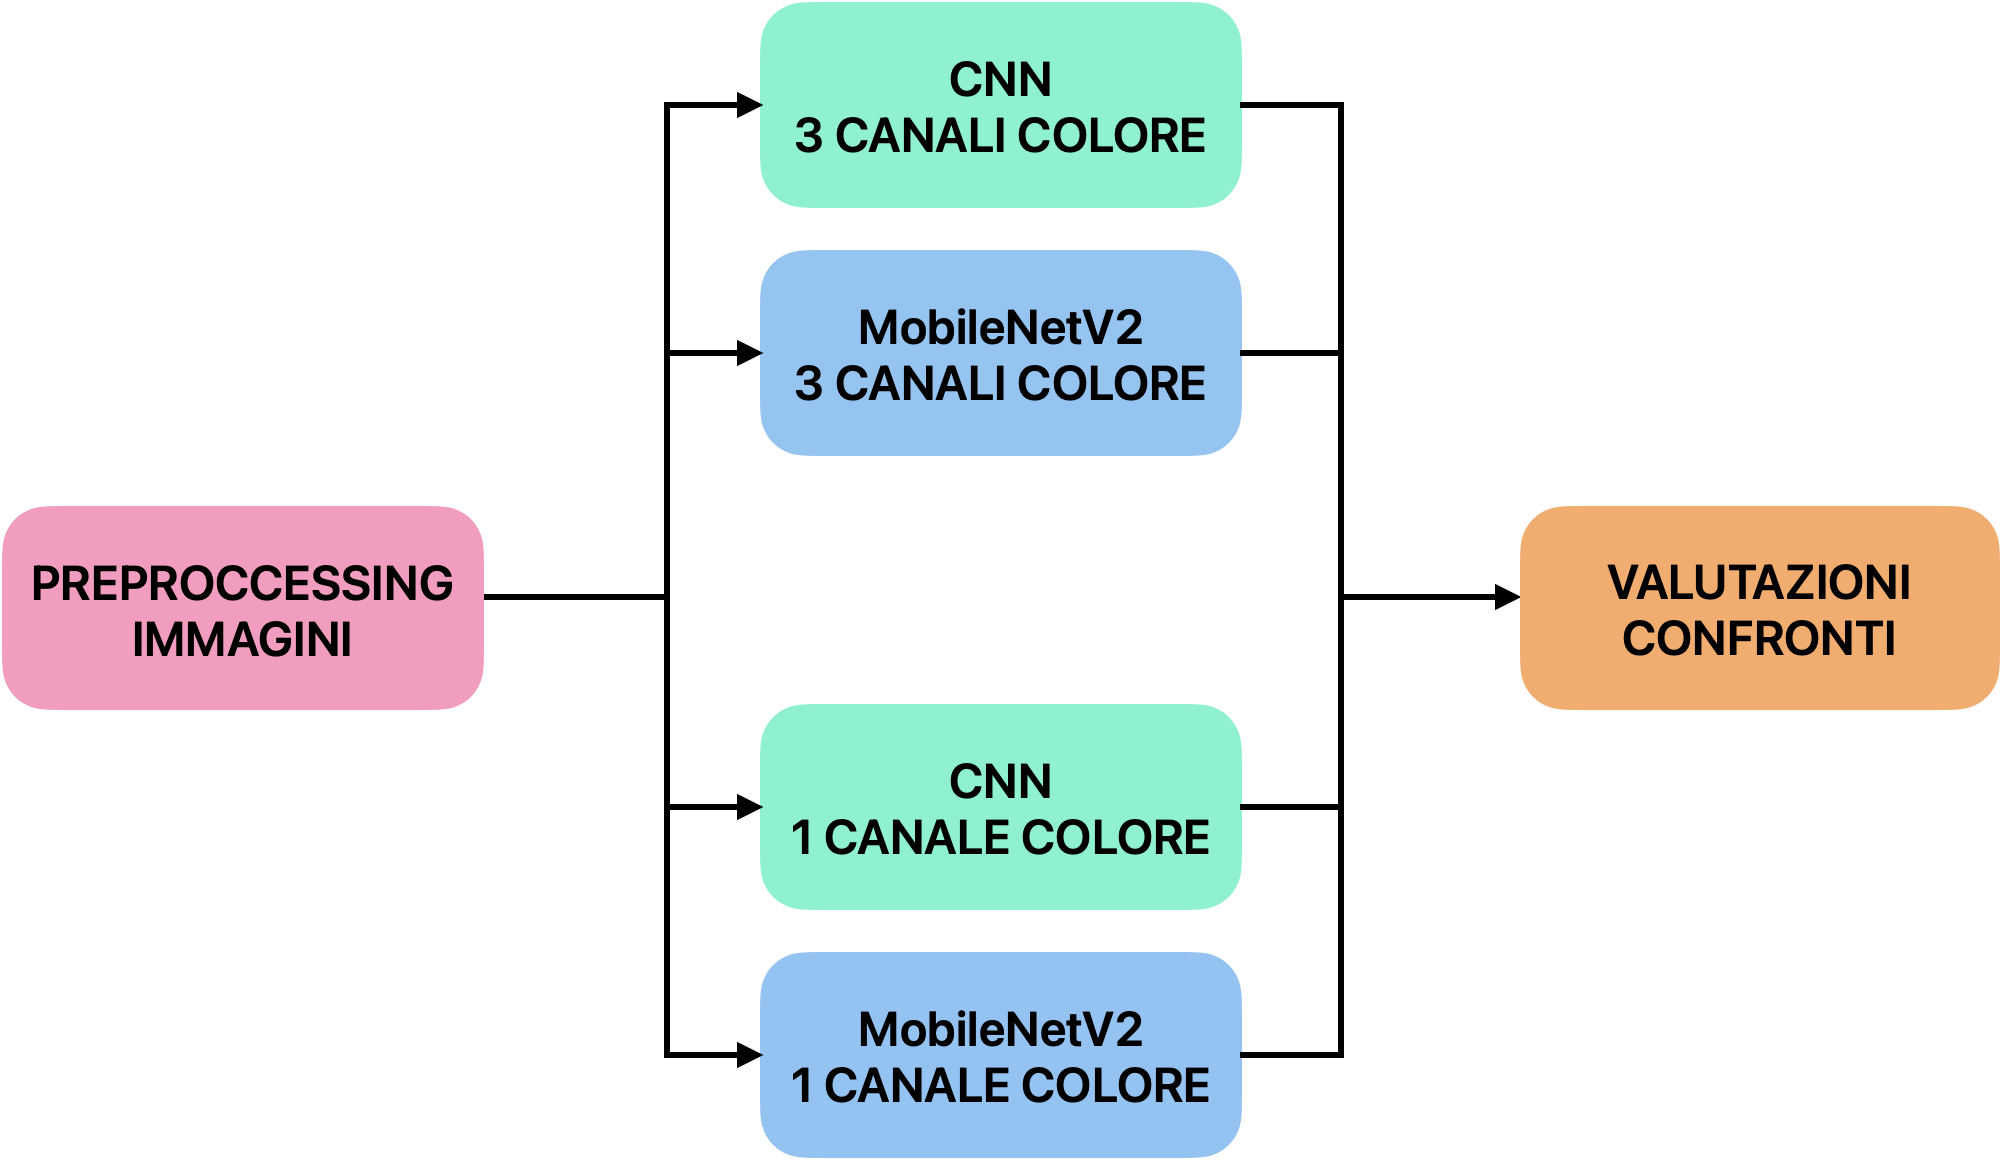 CNN
3 CANALI COLORE
MobileNetV2
3 CANALI COLORE
PREPROCCESSING
IMMAGINI
VALUTAZIONI
CONFRONTI
CNN
1 CANALE COLORE
MobileNetV2
1 CANALE COLORE